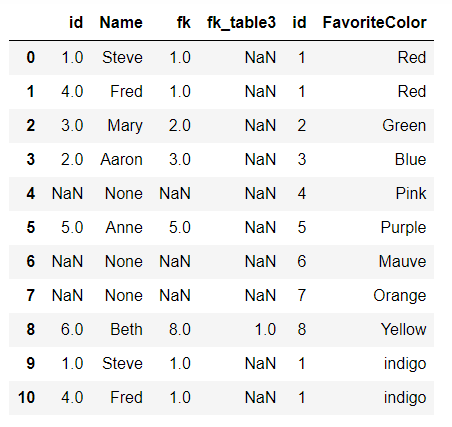 id Name fk fk_table3 id FavoriteColor
0 1.0 Steve 1.0 NaN 1 Red
1 4.0 Fred 1.0 NaN 1 Red
2 3.0 Mary 2.0 NaN 2 Green
3 2.0 Aaron 3.0 NaN 3 Blue
4 NaN None NaN NaN 4 Pink
5 5.0 Anne 5.0 NaN 5 Purple
6 NaN None NaN NaN 6 Mauve
7 NaN None NaN NaN 7 Orange
8 6.0 Beth 8.0 1.0 8 Yellow
9 1.0 Steve 1.0 NaN 1 indigo
10 4.0 Fred 1.0 NaN 1 indigo